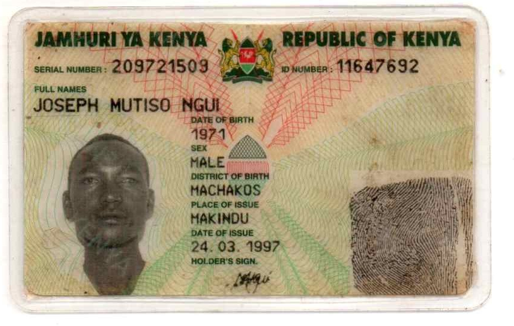 JAMHURI YA KENYA REPUBLIC OF KENYA
SERIAL NUMBER: 209721509 ID NUMBER: 11647692
FULL NAMES
JOSEPH MUTISO NGUI
DATE OF BIRTH
1971
SEX
MALE
DISTRICT OF BIRTH
MACHAKOS
PLACE OF ISSUE
MAKINDU
DATE OF ISSUE
24. 03. 1997
HOLDER'S SIGN.